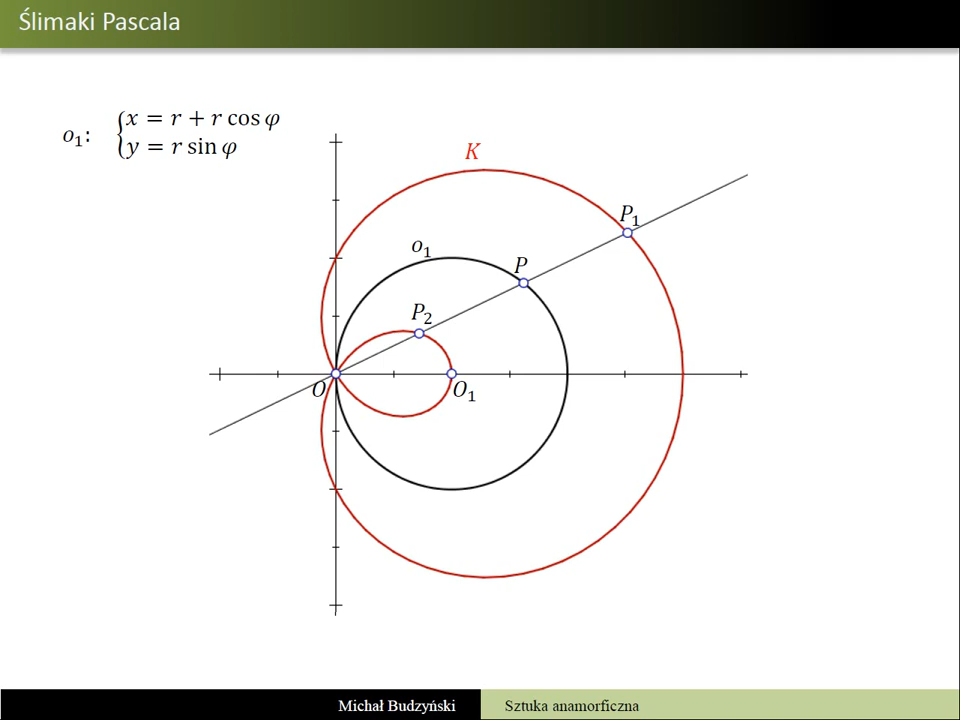 Ślimaki Pascala
o₁: {x = r + r cos φ
y = r sin φ
K
P₁
o₁
P
P₂
O
O₁
Michał Budzyński
Sztuka anamorficzna